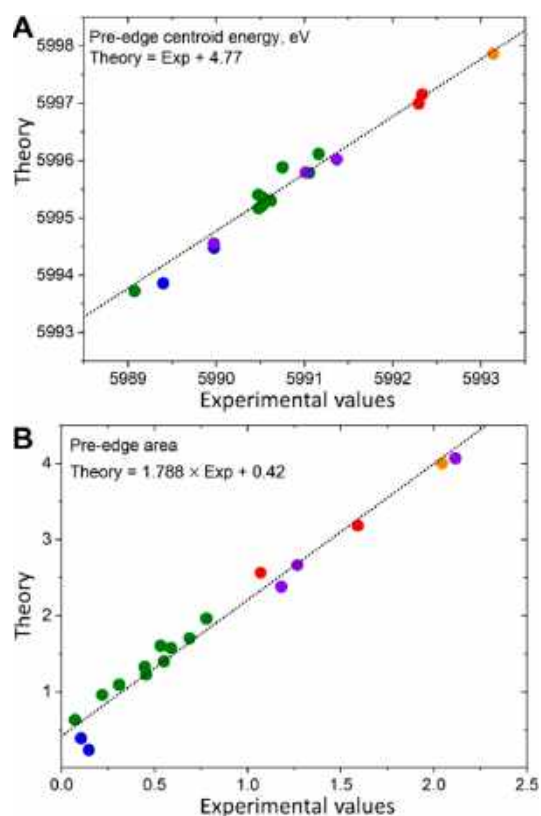 A
Pre-edge centroid energy, eV
Theory = Exp + 4.77
5998
5997
5996
5995
5994
5993
Theory
5989 5990 5991 5992 5993
Experimental values
B
Pre-edge area
Theory = 1.788 × Exp + 0.42
4
3
2
1
Theory
0.0 0.5 1.0 1.5 2.0 2.5
Experimental values